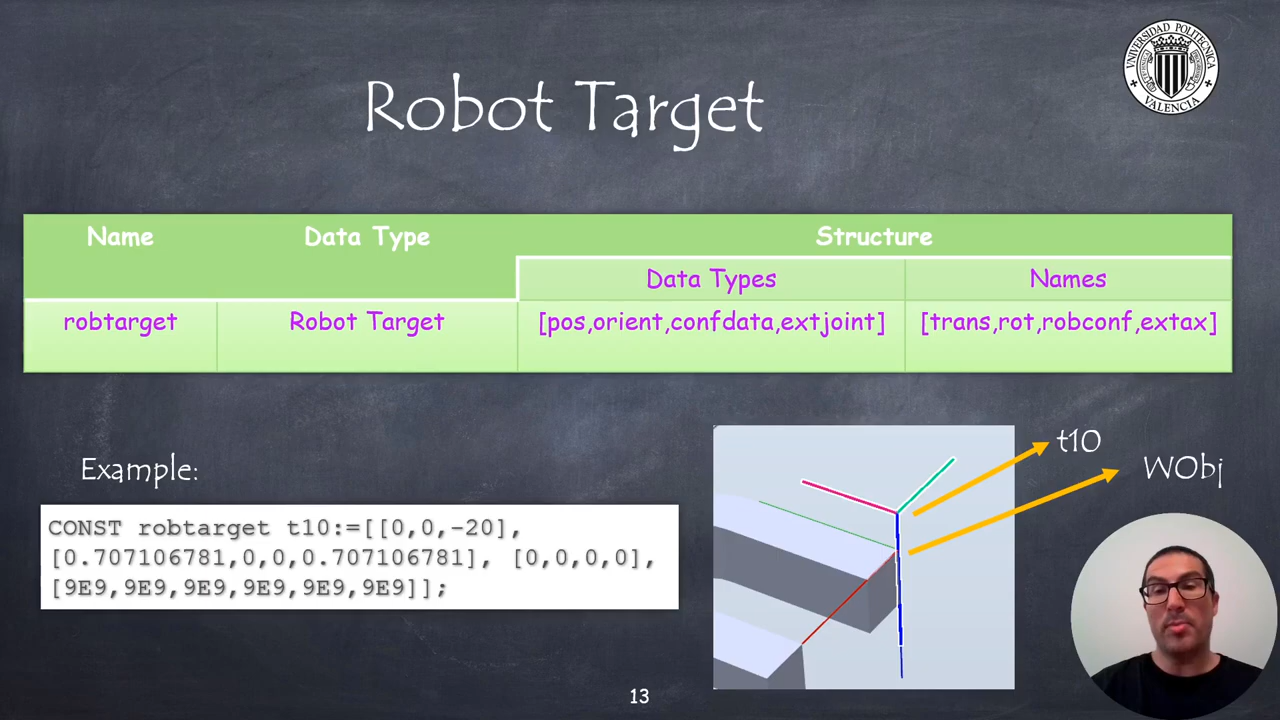 UNIVERSIDAD POLITECNICA
VALENCIA
Robot Target
Name Data Type Structure
Data Types Names
robtarget Robot Target [pos,orient,confdata,extjoint] [trans,rot,robconf,extax]
t10
WObj
Example:
CONST robtarget t10:=[[0,0,-20],
[0.707106781,0,0,0.707106781], [0,0,0,0],
[9E9,9E9,9E9,9E9,9E9,9E9]];
13